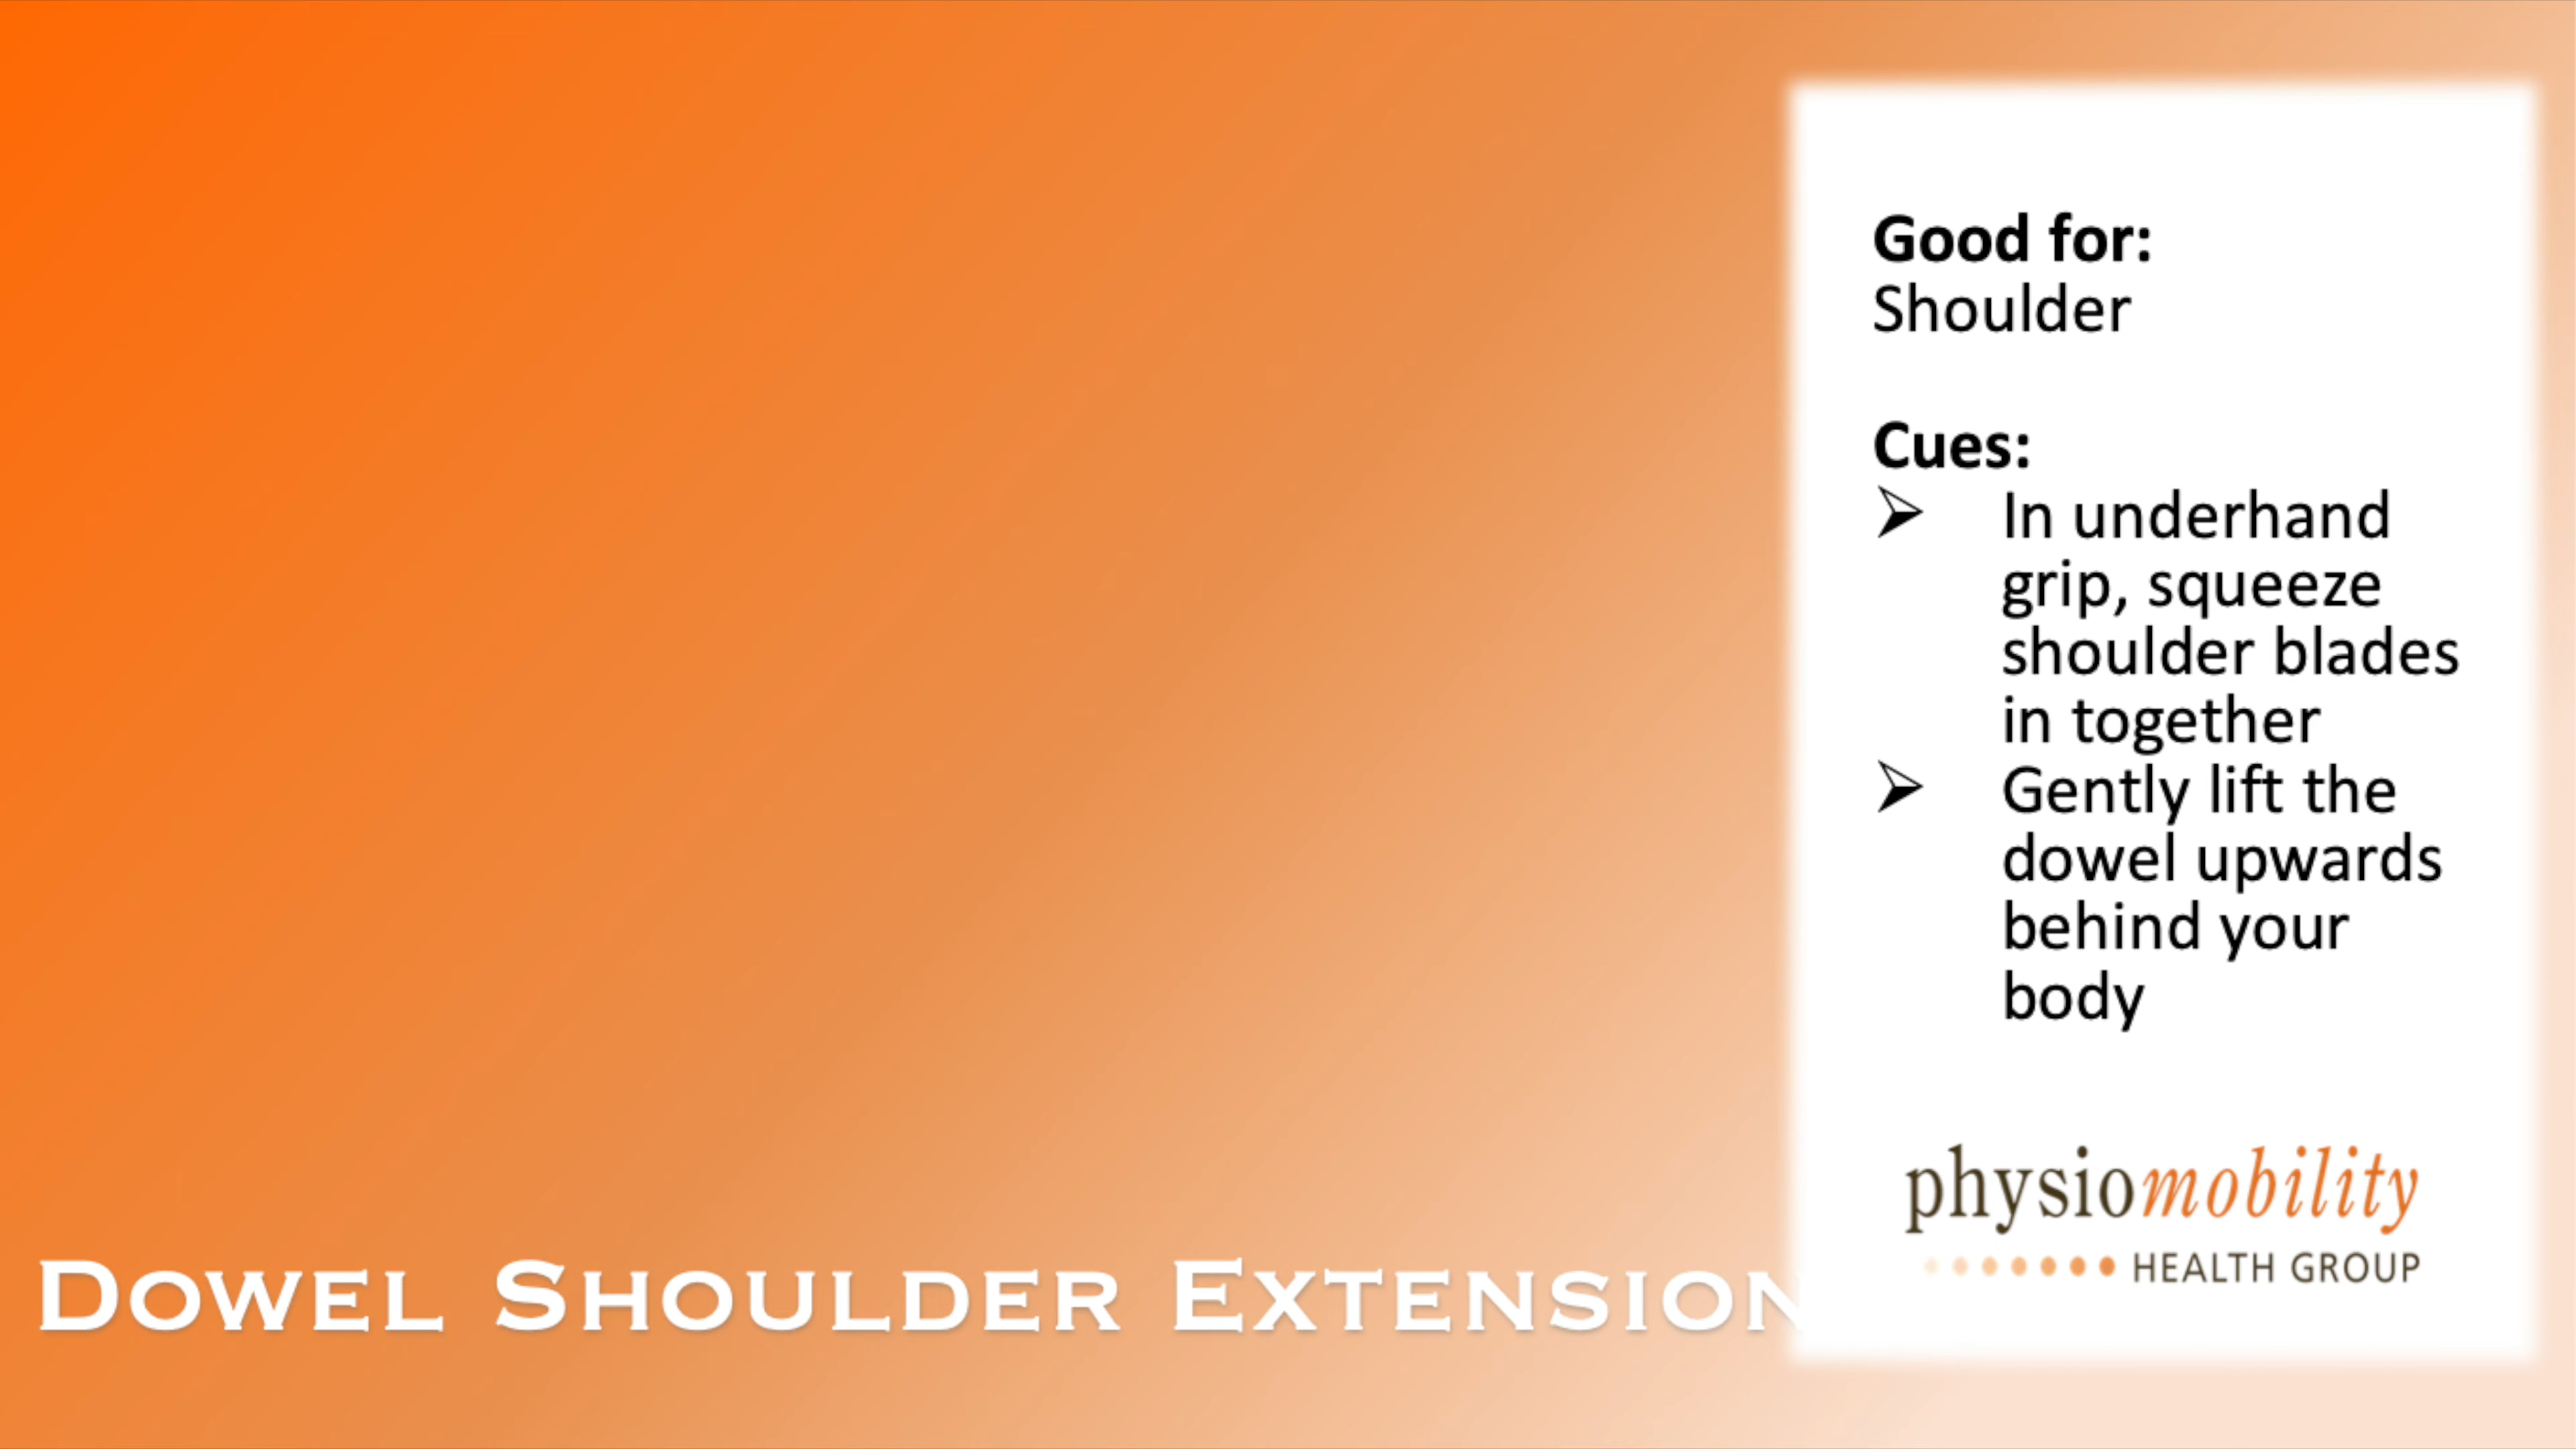 Good for:
Shoulder
Cues:
➢ In underhand
grip, squeeze
shoulder blades
in together
➢ Gently lift the
dowel upwards
behind your
body
physiomobility
HEALTH GROUP
DOWEL SHOULDER EXTENSION